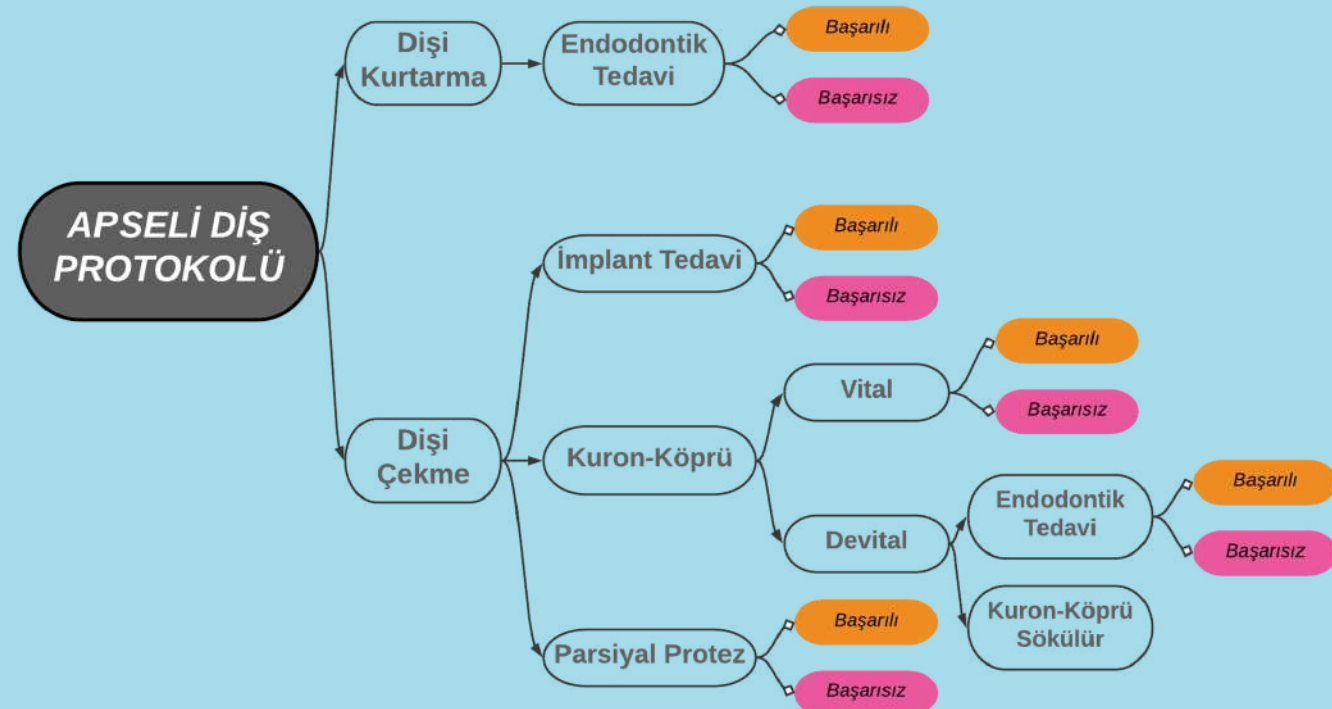 APSELİ DİŞ
PROTOKOLÜ
Dişi
Kurtarma
Endodontik
Tedavi
Başarılı
Başarısız
Dişi
Çekme
İmplant Tedavi
Başarılı
Başarısız
Kuron-Köprü
Vital
Başarılı
Başarısız
Devital
Endodontik
Tedavi
Başarılı
Başarısız
Kuron-Köprü
Sökülür
Parsiyal Protez
Başarılı
Başarısız